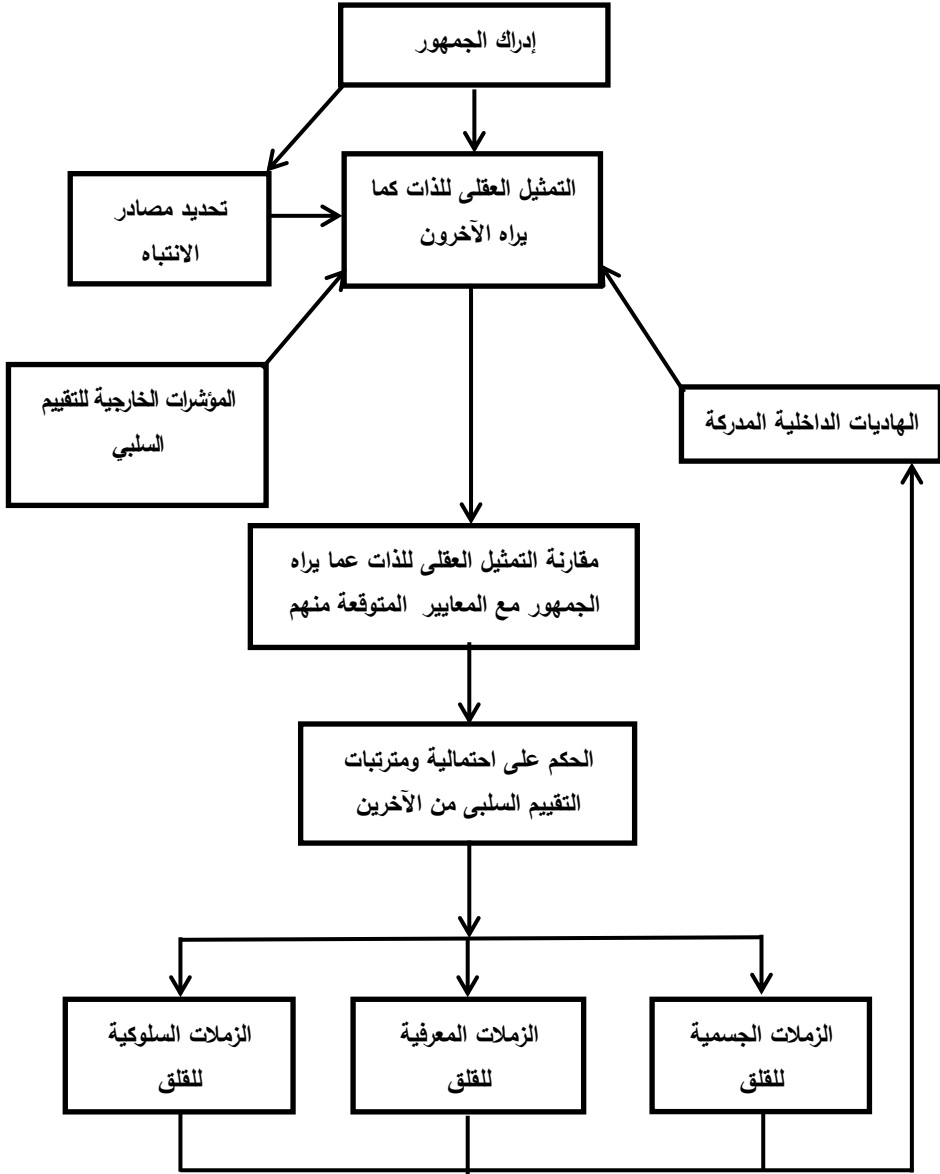 إدراك الجمهور
التمثيل العقلى للذات كما
يراه الآخرون
تحديد مصادر
الانتباه
المؤشرات الخارجية للتقييم
السلبي
الهاديات الداخلية المدركة
مقارنة التمثيل العقلى للذات عما يراه
الجمهور مع المعايير المتوقعة منهم
الحكم على احتمالية ومترتبات
التقييم السلبى من الآخرين
الزملات الجسمية
للقلق
الزملات المعرفية
للقلق
الزملات السلوكية
للقلق